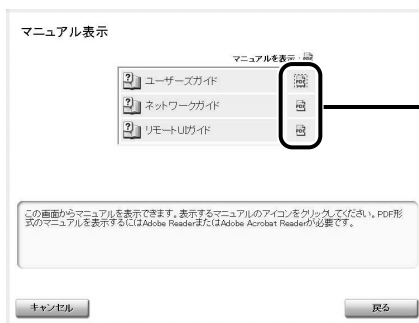 マニュアル表示
マニュアルを表示 : PDF
ユーザーズガイド PDF
ネットワークガイド PDF
リモートUIガイド PDF
この画面からマニュアルを表示できます。表示するマニュアルのアイコンをクリックしてください。PDF形
式のマニュアルを表示するにはAdobe ReaderまたはAdobe Acrobat Readerが必要です。
キャンセル
戻る